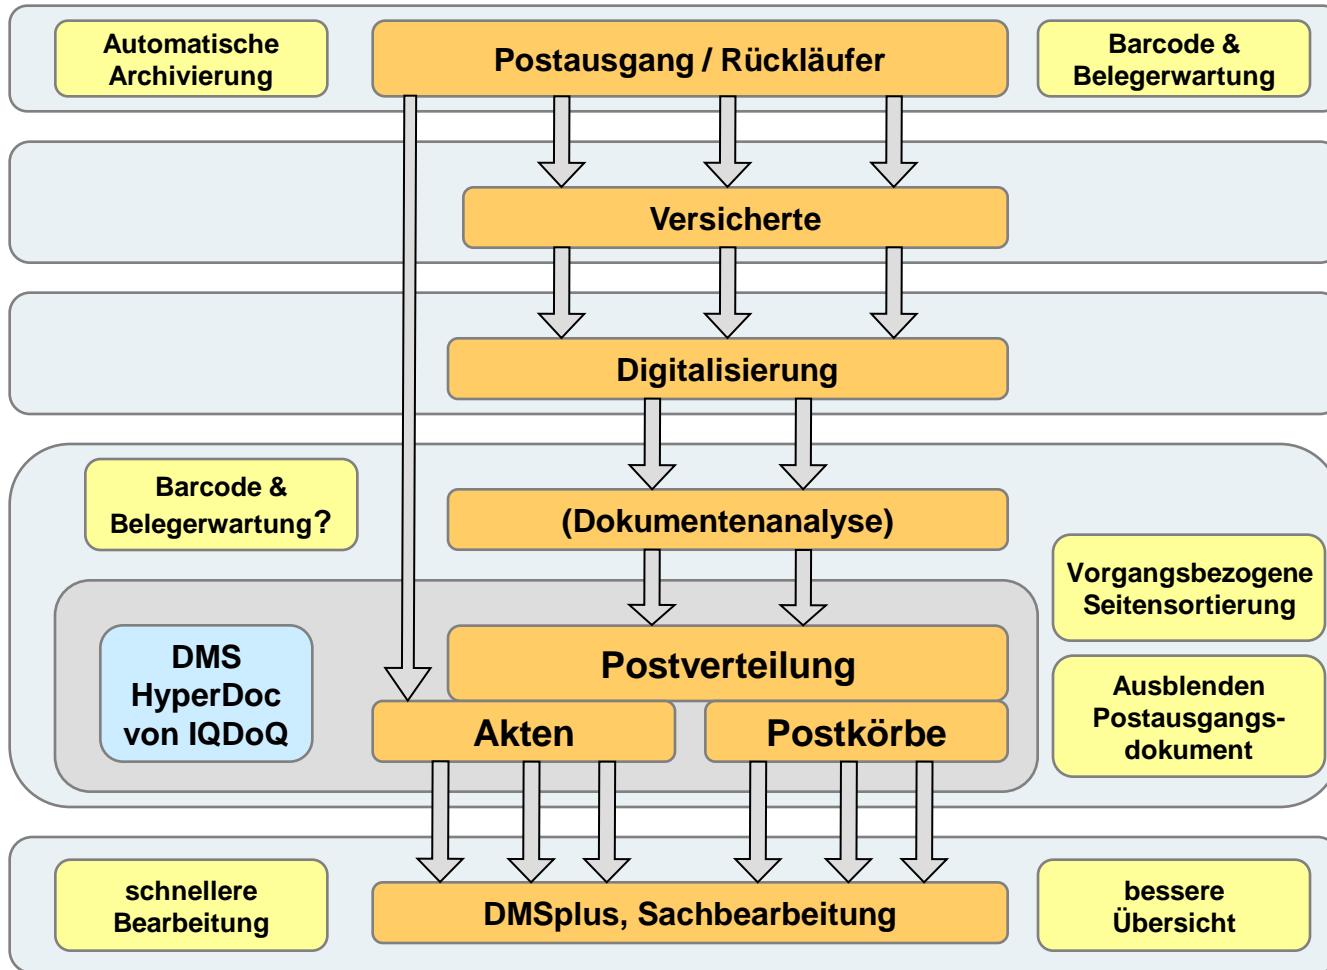 Automatische
Archivierung
Postausgang / Rückläufer
Barcode &
Belegerwartung
Versicherte
Digitalisierung
Barcode &
Belegerwartung?
(Dokumentenanalyse)
Vorgangsbezogene
Seitensortierung
DMS
HyperDoc
von IQDoQ
Postverteilung
Akten
Postkörbe
Ausblenden
Postausgangs-
dokument
schnellere
Bearbeitung
DMSplus, Sachbearbeitung
bessere
Übersicht